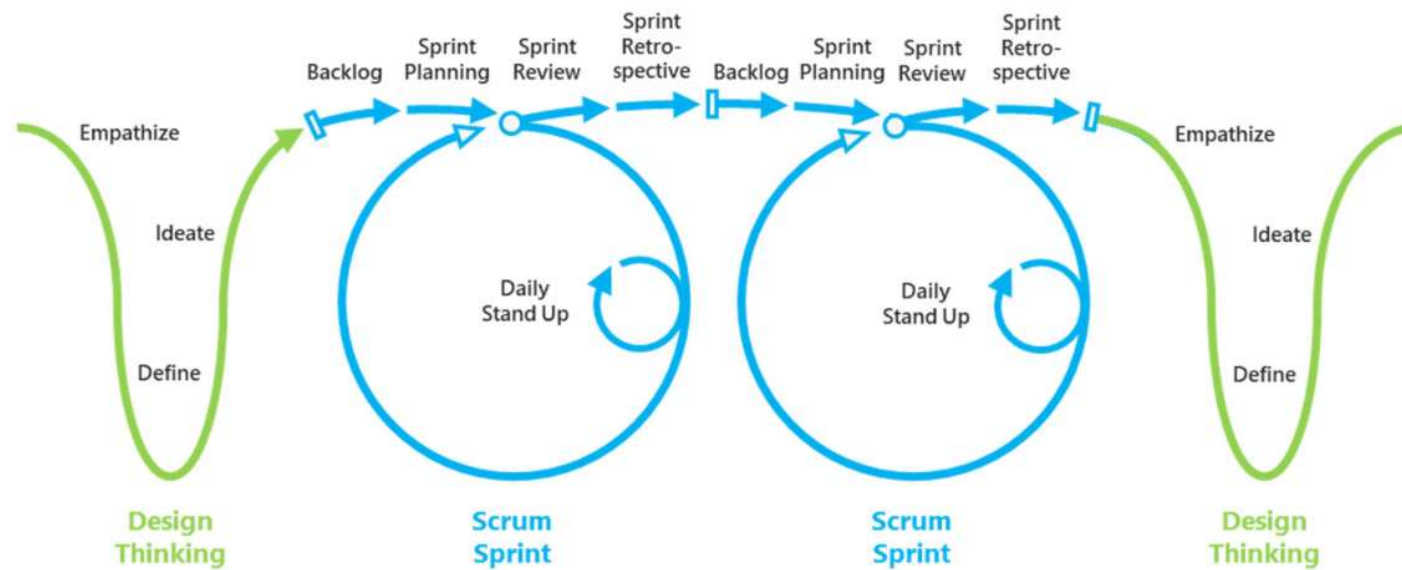 Empathize
Ideate
Define
Design
Thinking
Backlog
Sprint
Planning
Sprint
Review
Sprint
Retro-
spective
Daily
Stand Up
Scrum
Sprint
Backlog
Sprint
Planning
Sprint
Review
Sprint
Retro-
spective
Daily
Stand Up
Scrum
Sprint
Empathize
Ideate
Define
Design
Thinking